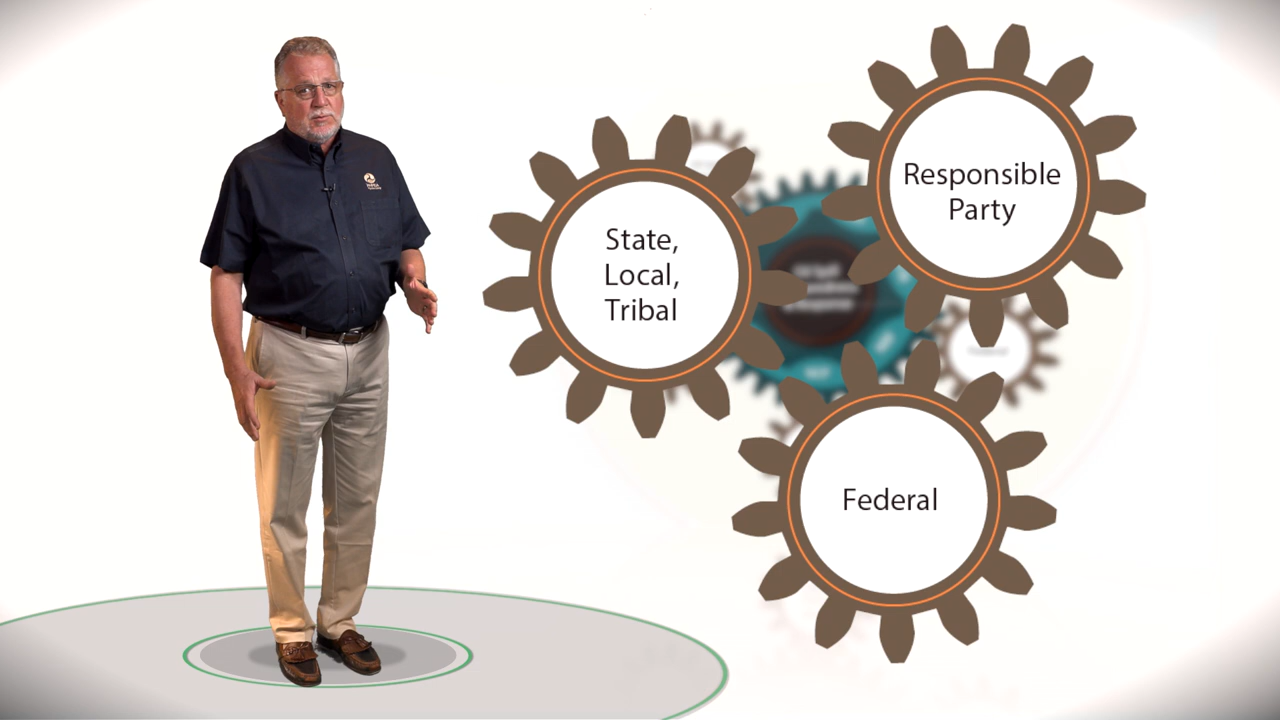 State,
Local,
Tribal
Responsible
Party
Federal